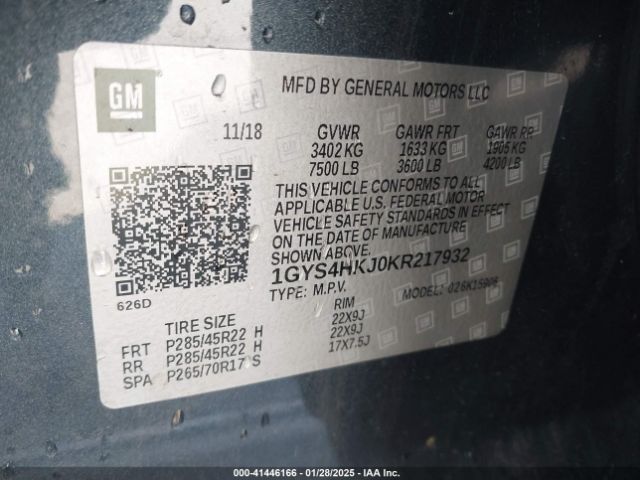 GM
MFD BY GENERAL MOTORS LLC
11/18 GVWR GAWR FRT GAWR RR
3402 KG 1633 KG 1905 KG
7500 LB 3600 LB 4200 LB
THIS VEHICLE CONFORMS TO ALL
APPLICABLE U.S. FEDERAL MOTOR
VEHICLE SAFETY STANDARDS IN EFFECT
ON THE DATE OF MANUFACTURE
1GYS4HKJ0KR217932
626D TYPE: M.P.V. MODEL: 026K15906
TIRE SIZE RIM
FRT P285/45R22 H 22X9J
RR P285/45R22 H 22X9J
SPA P265/70R17 S 17X7.5J
000-41446166 | 01/28/2025 | IAA Inc.